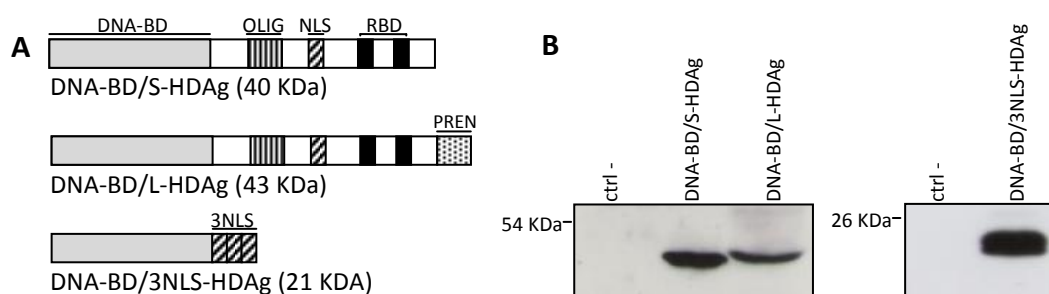 A
DNA-BD OLIG NLS RBD
DNA-BD/S-HDAg (40 KDa)
PREN
DNA-BD/L-HDAg (43 KDa)
3NLS
DNA-BD/3NLS-HDAg (21 KDA)
B
ctrl -
DNA-BD/S-HDAg
DNA-BD/L-HDAg
54 KDa
ctrl -
DNA-BD/3NLS-HDAg
26 KDa